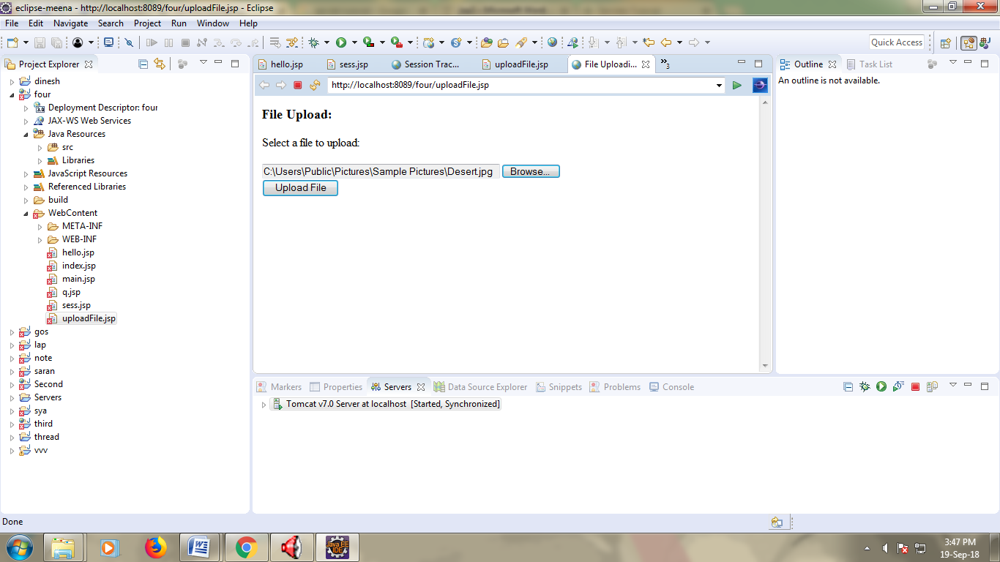 eclipse-meena - http://localhost:8089/four/uploadFile.jsp - Eclipse
File Edit Navigate Search Project Run Window Help
Quick Access
Project Explorer
dinesh
four
Deployment Descriptor: four
3.0
JAX-WS Web Services
Java Resources
src
Libraries
JavaScript Resources
Referenced Libraries
build
WebContent
META-INF
WEB-INF
hello.jsp
index.jsp
main.jsp
q.jsp
sess.jsp
uploadFile.jsp
gos
lap
note
saran
Second
Servers
sya
third
thread
vvv
hello.jsp sess.jsp Session Trac... uploadFile.jsp File Uploadi... »3
http://localhost:8089/four/uploadFile.jsp
File Upload:
Select a file to upload:
C:\Users\Public\Pictures\Sample Pictures\Desert.jpg Browse...
Upload File
Outline Task List
An outline is not available.
Markers Properties Servers Data Source Explorer Snippets Problems Console
Tomcat v7.0 Server at localhost [Started, Synchronized]
Done
Java EE
IDE
3:47 PM
19-Sep-18